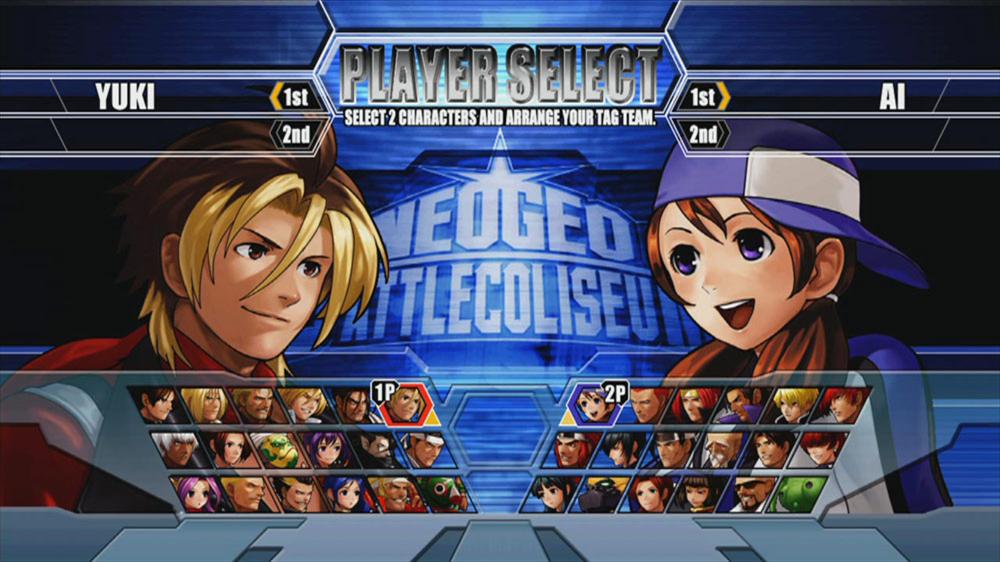 PLAYER SELECT
SELECT 2 CHARACTERS AND ARRANGE YOUR TAG TEAM.
YUKI
1st
2nd
1st
AI
2nd
NEOGEO
BATTLECOLISEUM
1P
2P